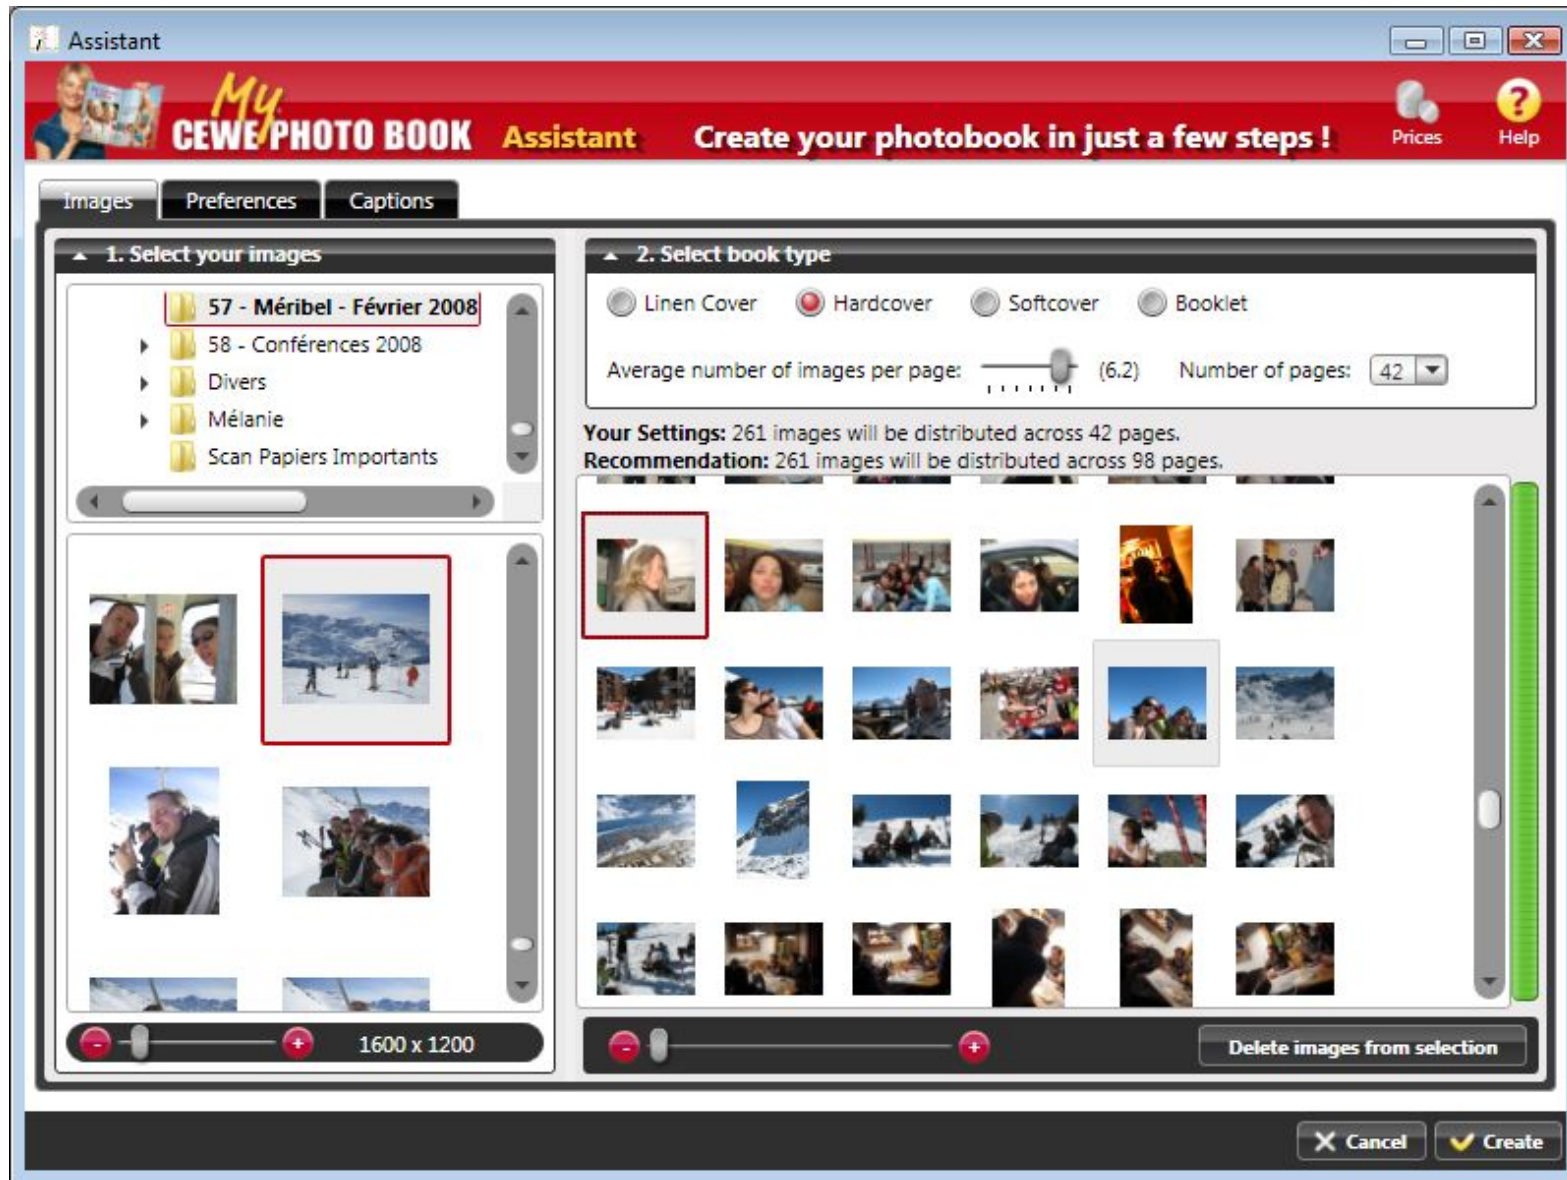 Assistant
My
CEWE PHOTO BOOK Assistant Create your photobook in just a few steps !
Prices
Help
Images
Preferences
Captions
1. Select your images
57 - Méribel - Février 2008
58 - Conférences 2008
Divers
Mélanie
Scan Papiers Importants
1600 x 1200
2. Select book type
Linen Cover
Hardcover
Softcover
Booklet
Average number of images per page: (6.2) Number of pages: 42
Your Settings: 261 images will be distributed across 42 pages.
Recommendation: 261 images will be distributed across 98 pages.
Delete images from selection
Cancel
Create